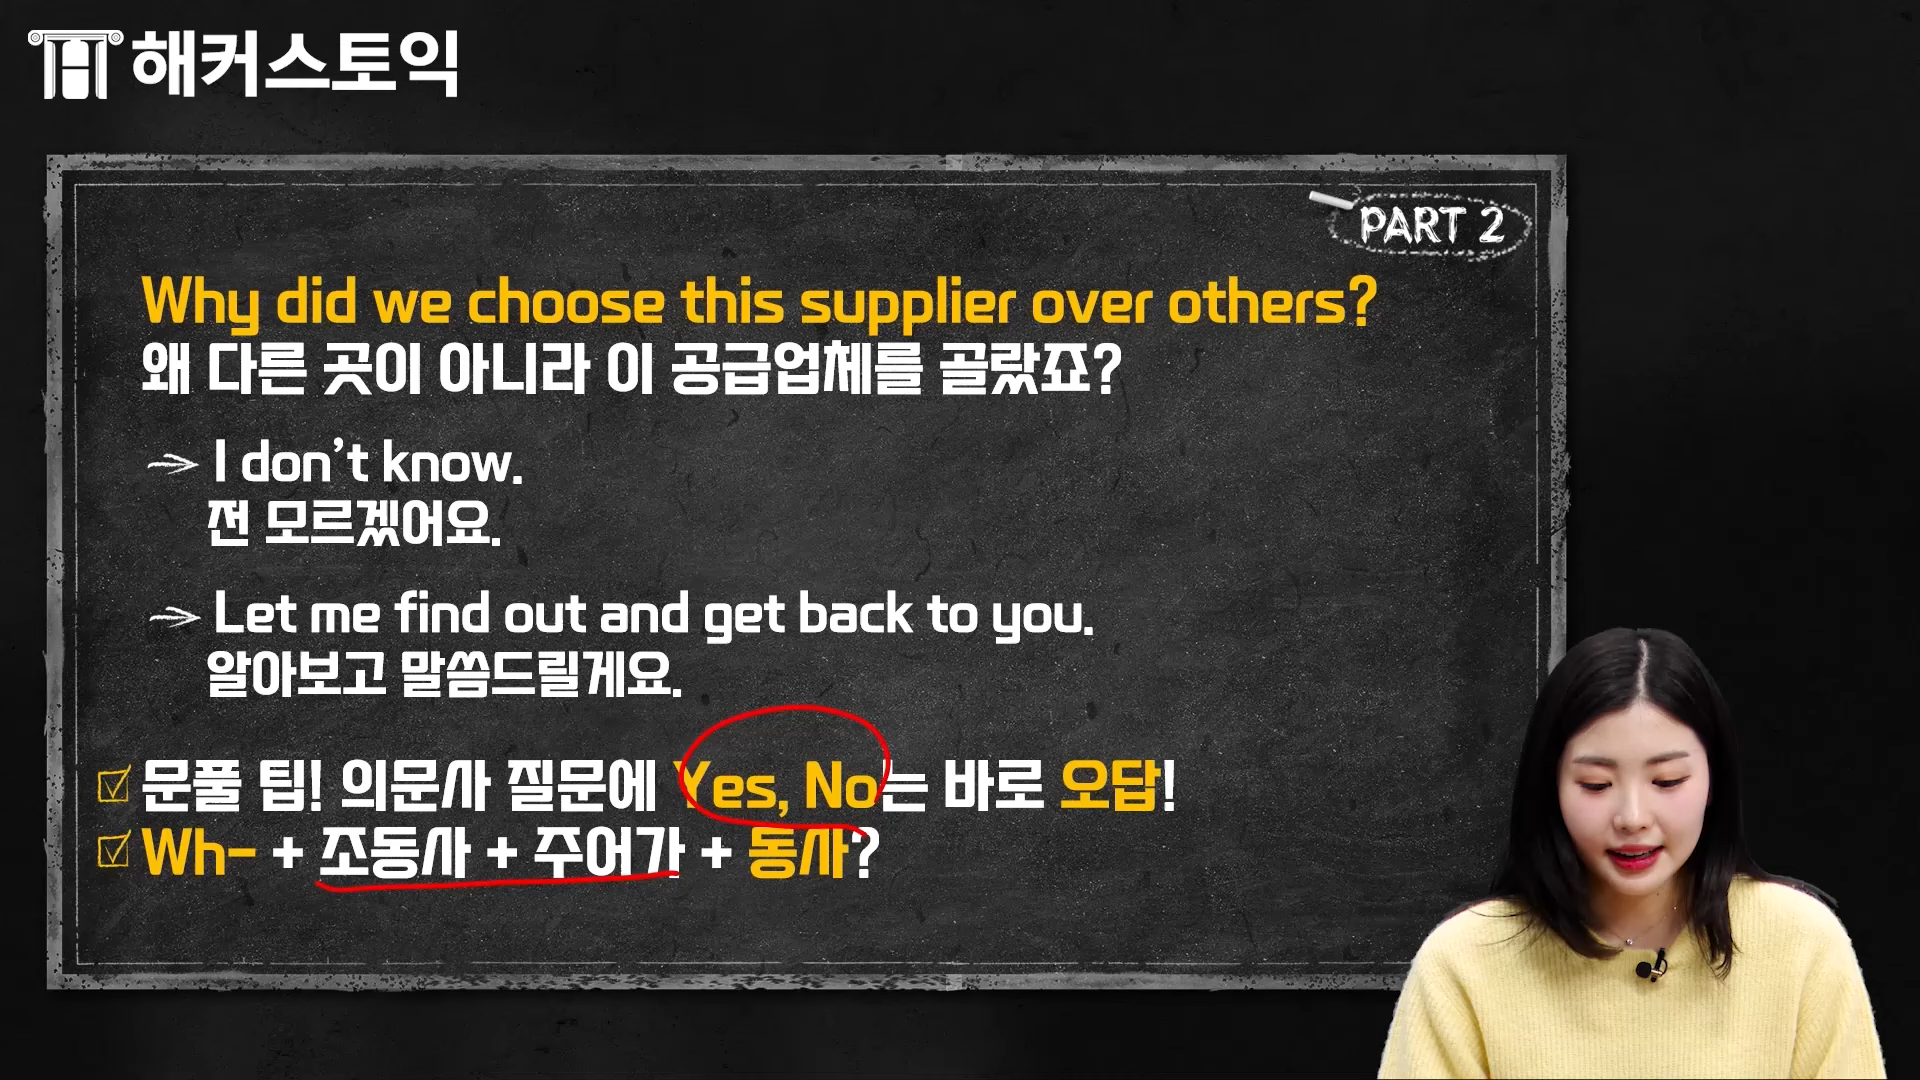 해커스토익
PART 2
Why did we choose this supplier over others?
왜 다른 곳이 아니라 이 공급업체를 골랐죠?
→ I don't know.
전 모르겠어요.
→ Let me find out and get back to you.
알아보고 말씀드릴게요.
☑ 문풀 팁! 의문사 질문에 Yes, No는 바로 오답!
☑ Wh- + 조동사 + 주어가 + 동사?